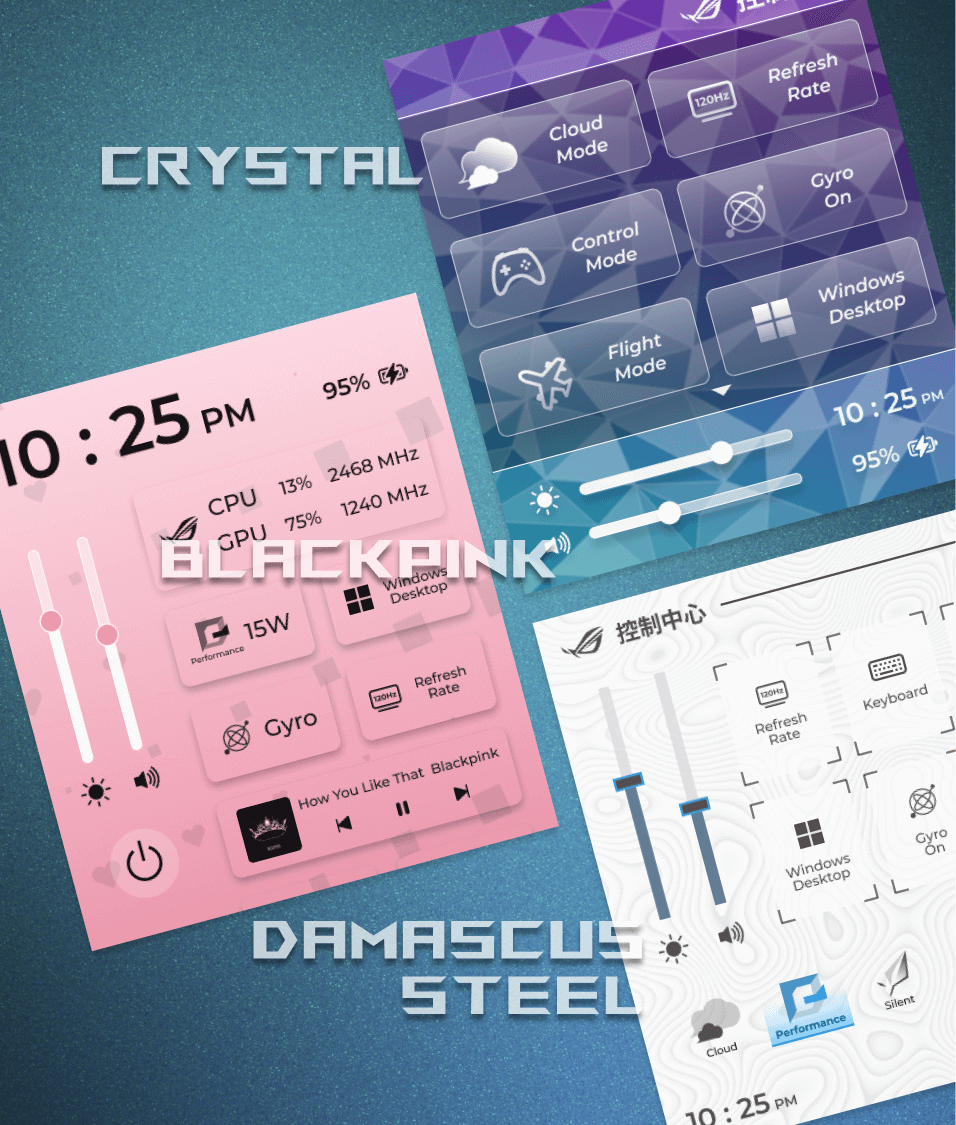 控制
Refresh
Rate
120Hz
Cloud
Mode
Gyro
On
Control
Mode
Windows
Desktop
Flight
Mode
10 : 25 PM
95%
CRYSTAL
10 : 25 PM
95%
CPU 13% 2468 MHz
GPU 75% 1240 MHz
BLACKPINK
15W
Performance
Windows
Desktop
Gyro
120Hz
Refresh
Rate
How You Like That Blackpink
控制中心
120Hz
Refresh
Rate
Keyboard
Windows
Desktop
Gyro
On
Cloud
Performance
Silent
10 : 25 PM
DAMASCUS
STEEL